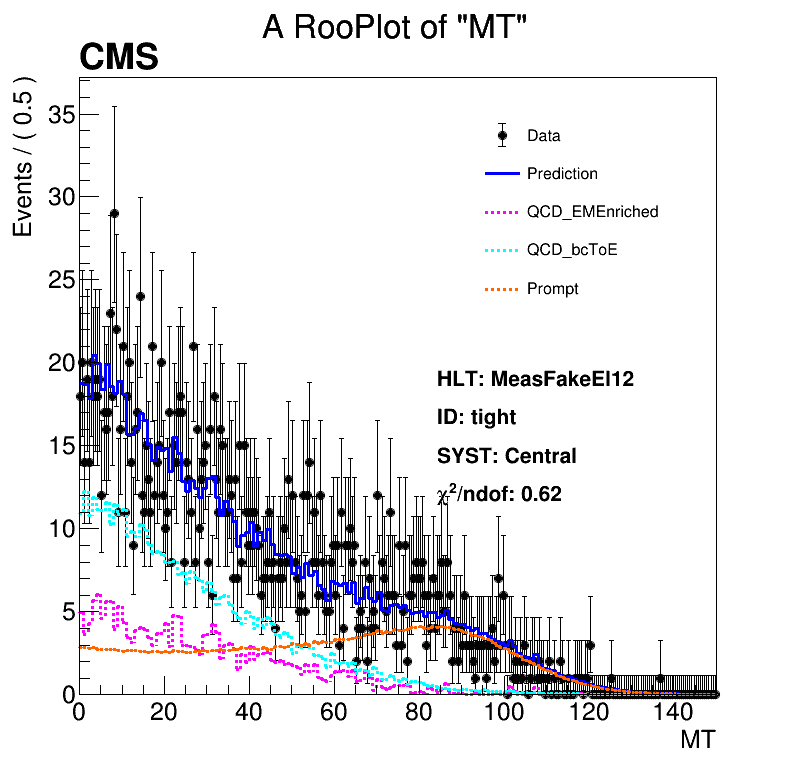 A RooPlot of "MT"
CMS
Events / ( 0.5 )
35
30
25
20
15
10
5
0
Data
Prediction
QCD_EMEnriched
QCD_bcToE
Prompt
HLT: MeasFakeEl12
ID: tight
SYST: Central
χ²/ndof: 0.62
0 20 40 60 80 100 120 140
MT